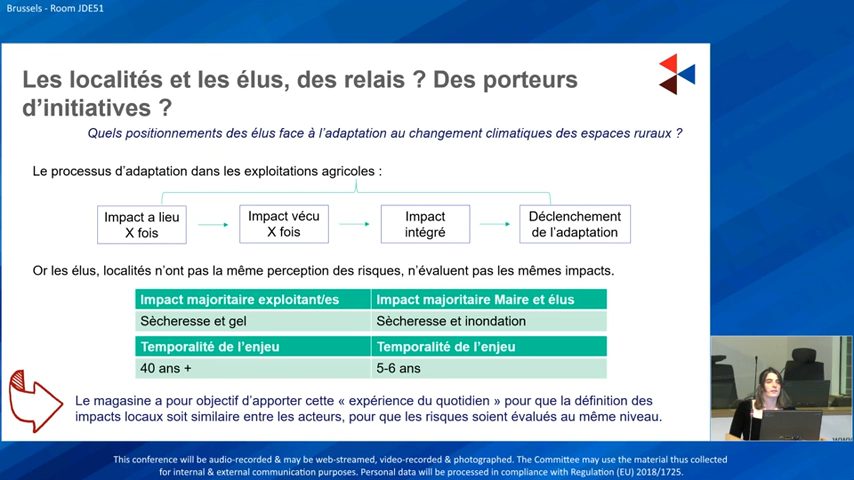 Brussels - Room JDE51
Les localités et les élus, des relais ? Des porteurs
d'initiatives ?
Quels positionnements des élus face à l'adaptation au changement climatiques des espaces ruraux ?
Le processus d'adaptation dans les exploitations agricoles :
Impact a lieu
X fois
Impact vécu
X fois
Impact
intégré
Déclenchement
de l'adaptation
Or les élus, localités n'ont pas la même perception des risques, n'évaluent pas les mêmes impacts.
Impact majoritaire exploitant/es
Impact majoritaire Maire et élus
Sècheresse et gel
Sècheresse et inondation
Temporalité de l'enjeu
Temporalité de l'enjeu
40 ans +
5-6 ans
Le magasine a pour objectif d'apporter cette « expérience du quotidien » pour que la définition des
impacts locaux soit similaire entre les acteurs, pour que les risques soient évalués au même niveau.
This conference will be audio-recorded & may be web-streamed, video-recorded & photographed. The Committee may use the material thus collected
for internal & external communication purposes. Personal data will be processed in compliance with Regulation (EU) 2018/1725.